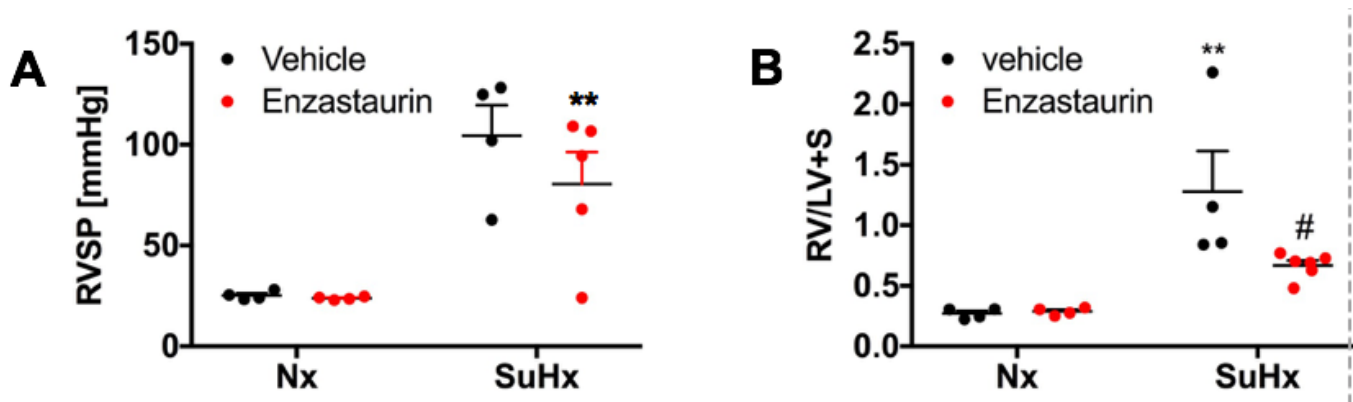 A
RVSP [mmHg]
150
100
50
0
Vehicle
Enzastaurin
**
Nx
SuHx
B
RV/LV+S
2.5
2.0
1.5
1.0
0.5
0.0
vehicle
Enzastaurin
**
#
Nx
SuHx